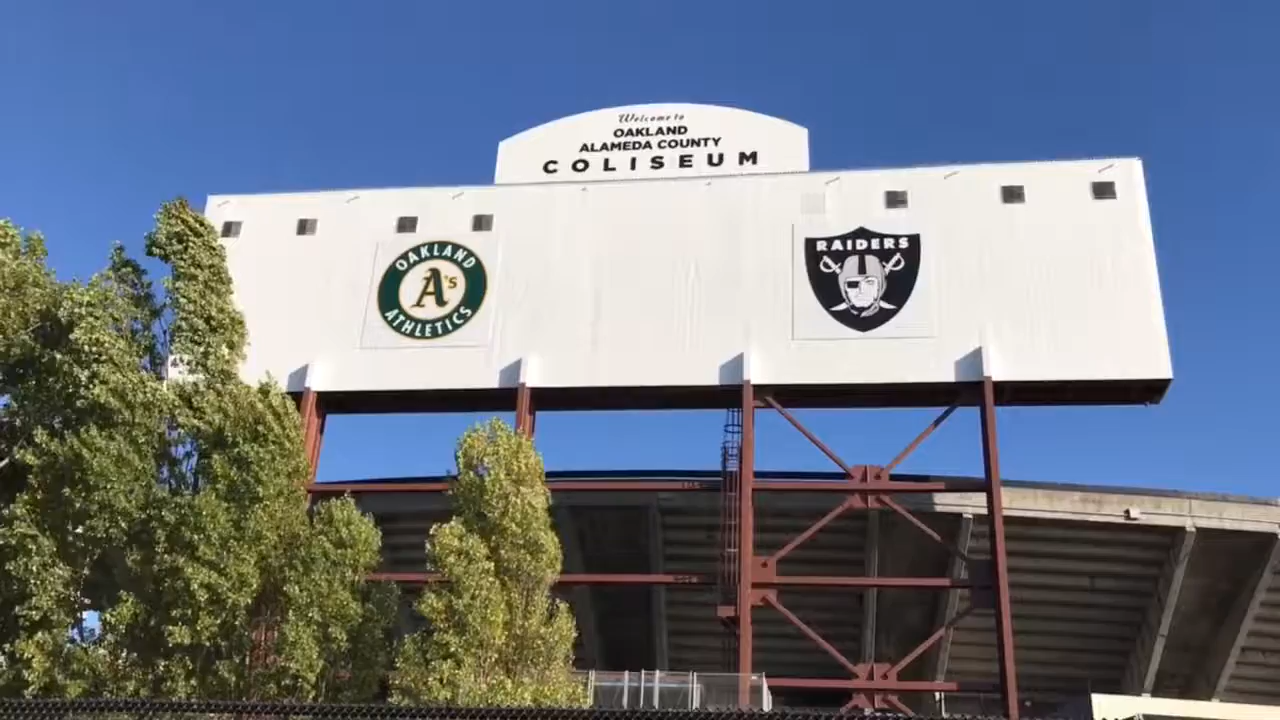 Welcome to
OAKLAND
ALAMEDA COUNTY
COLISEUM
OAKLAND
A's
ATHLETICS
RAIDERS